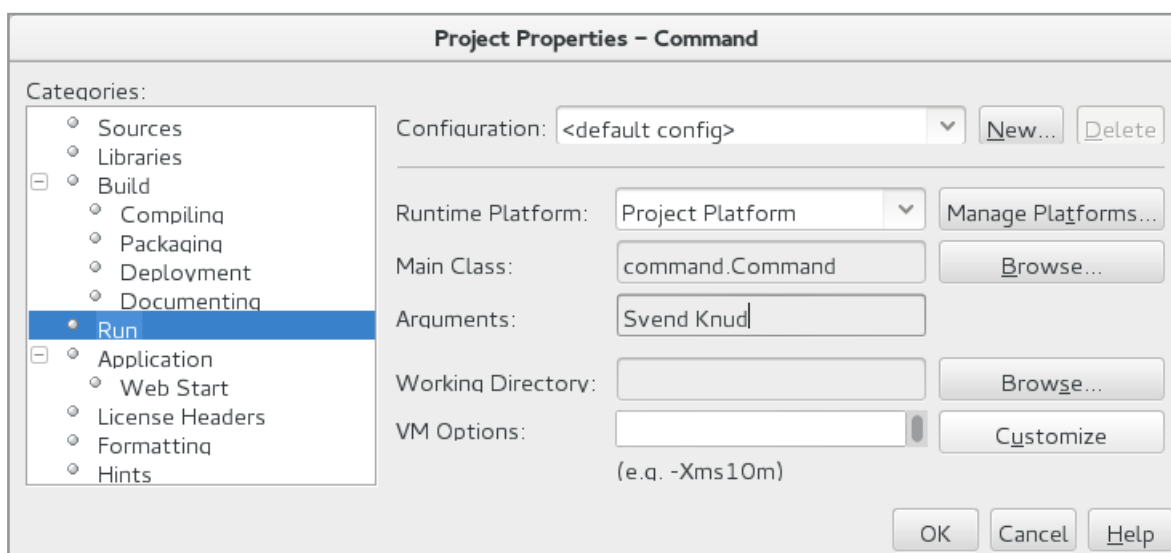 Project Properties – Command
Categories:
Sources
Libraries
Build
Compiling
Packaging
Deployment
Documenting
Run
Application
Web Start
License Headers
Formatting
Hints
Configuration: <default config> New... Delete
Runtime Platform: Project Platform Manage Platforms...
Main Class: command.Command Browse...
Arguments: Svend Knud
Working Directory: Browse...
VM Options: Customize
(e.g. -Xms10m)
OK Cancel Help